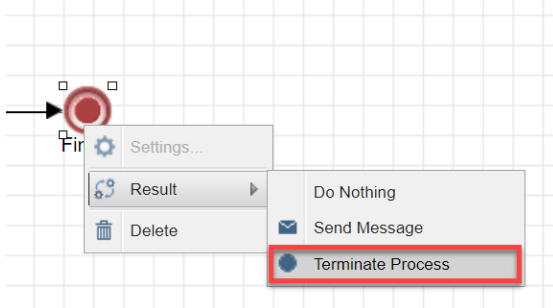 Settings...
Result
Do Nothing
Delete
Send Message
Terminate Process